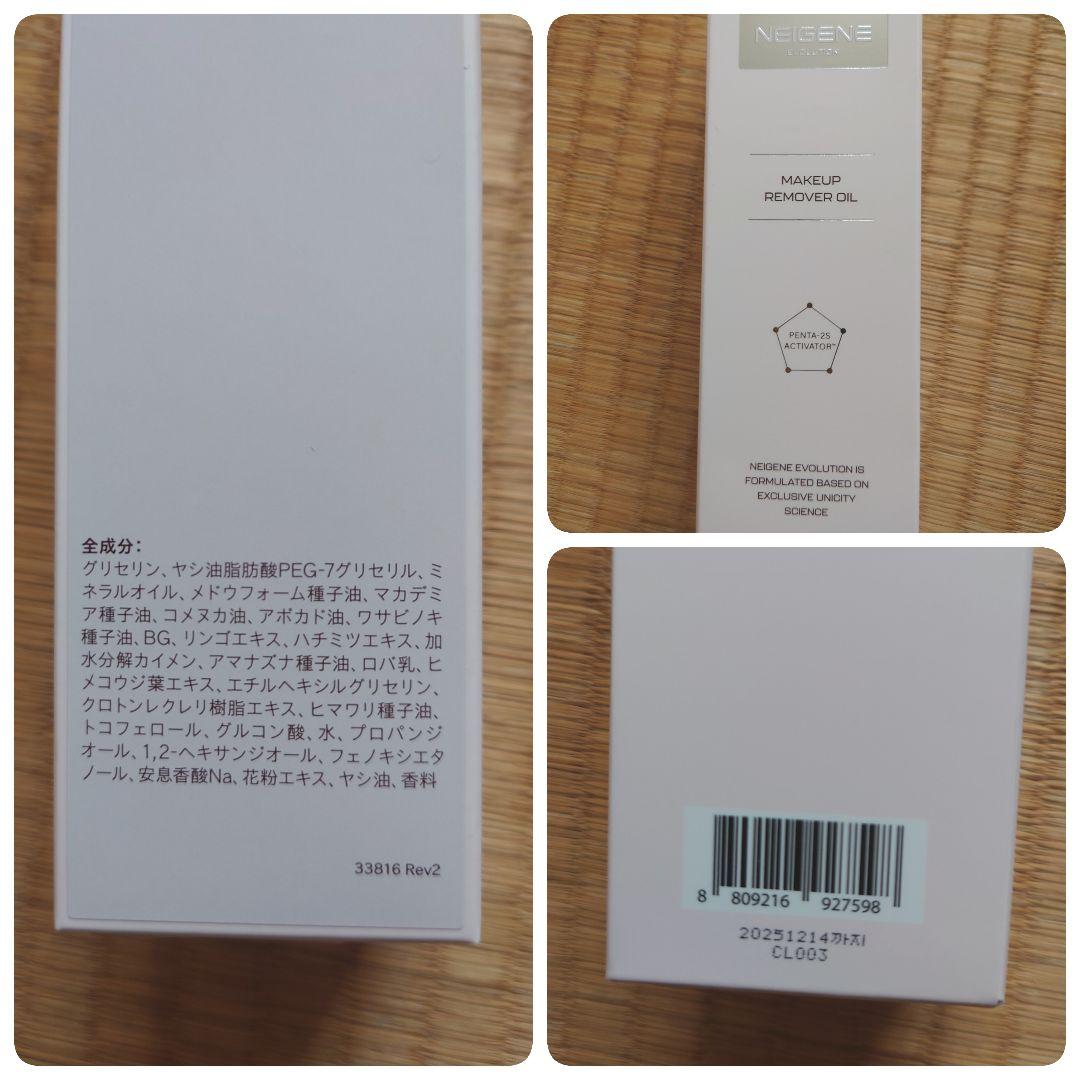 全成分：
グリセリン、ヤシ油脂肪酸PEG-7グリセリル、ミ
ネラルオイル、メドウフォーム種子油、マカデミ
ア種子油、コメヌカ油、アボカド油、ワサビノキ
種子油、BG、リンゴエキス、ハチミツエキス、加
水分解カイメン、アマナズナ種子油、ロバ乳、ヒ
メコウジ葉エキス、エチルヘキシルグリセリン、
クロトンレクレリ樹脂エキス、ヒマワリ種子油、
トコフェロール、グルコン酸、水、プロパンジ
オール、1,2-ヘキサンジオール、フェノキシエタ
ノール、安息香酸Na、花粉エキス、ヤシ油、香料
33816 Rev2
NEIGENE
EVOLUTION
MAKEUP
REMOVER OIL
PENTA-2S
ACTIVATOR™
NEIGENE EVOLUTION IS
FORMULATED BASED ON
EXCLUSIVE UNICITY
SCIENCE
8 809216 927598
20251214까지
CL003